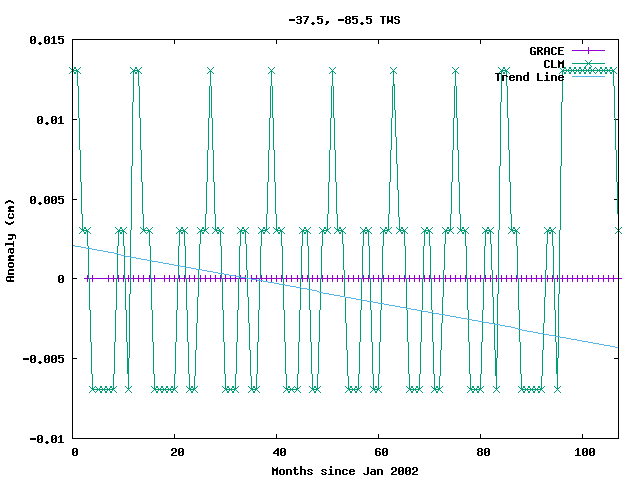 -37.5, -85.5 TWS
0.015
0.01
0.005
0
-0.005
-0.01
Anomaly (cm)
GRACE
CLM
Trend Line
0 20 40 60 80 100
Months since Jan 2002